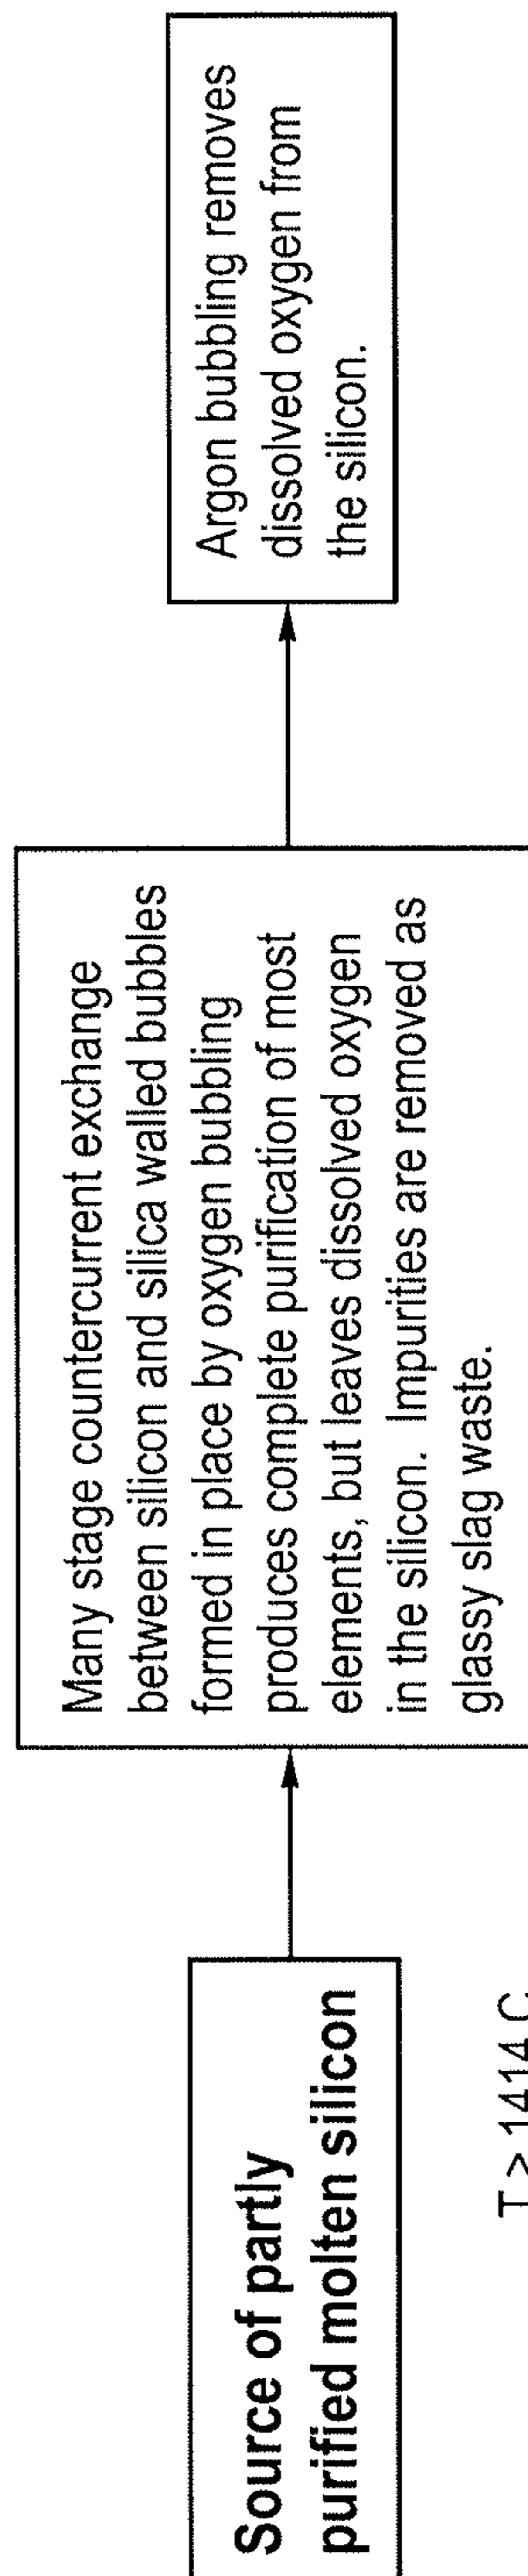 Source of partly
purified molten silicon
T > 1414 C
Many stage countercurrent exchange
between silicon and silica walled bubbles
formed in place by oxygen bubbling
produces complete purification of most
elements, but leaves dissolved oxygen
in the silicon. Impurities are removed as
glassy slag waste.
Argon bubbling removes
dissolved oxygen from
the silicon.